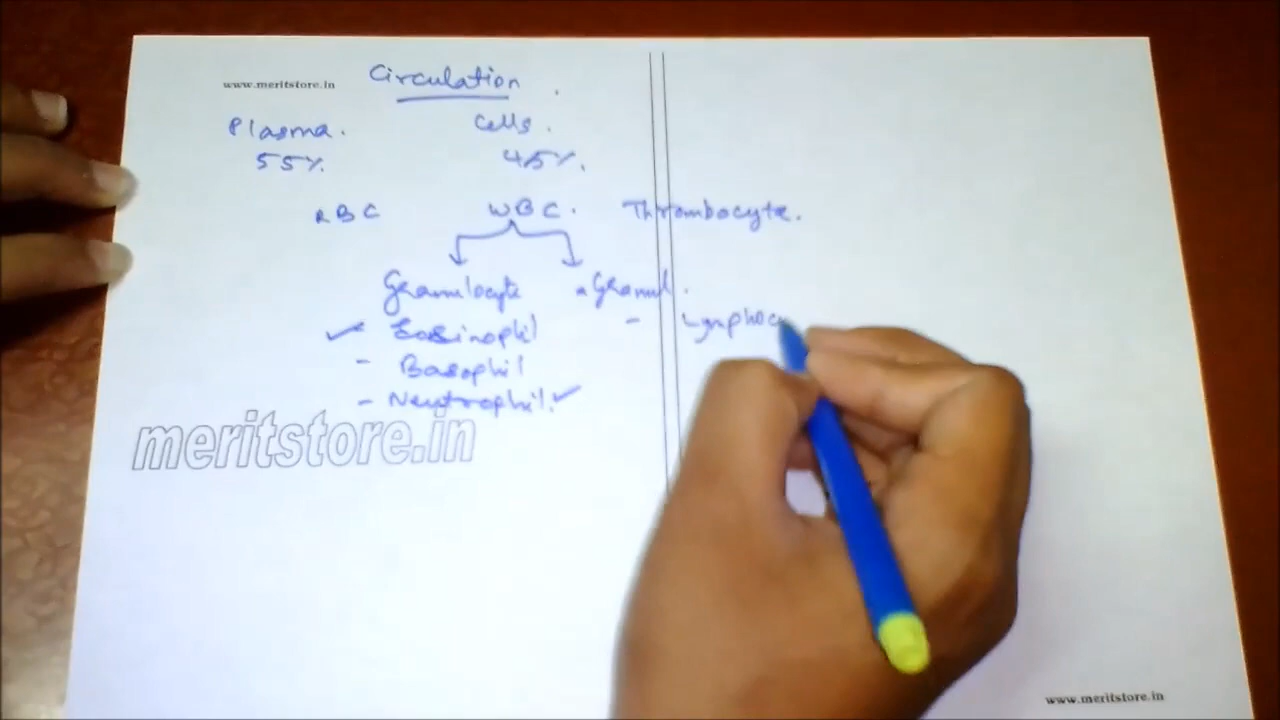 www.meritstore.in Circulation.
Plasma. Cells.
55%. 45%.
RBC WBC. Thrombocyte.
Granulocyte aGranul.
✓ Eosinophil - Lymphoc
- Basophil
- Neutrophil. ✓
meritstore.in
www.meritstore.in